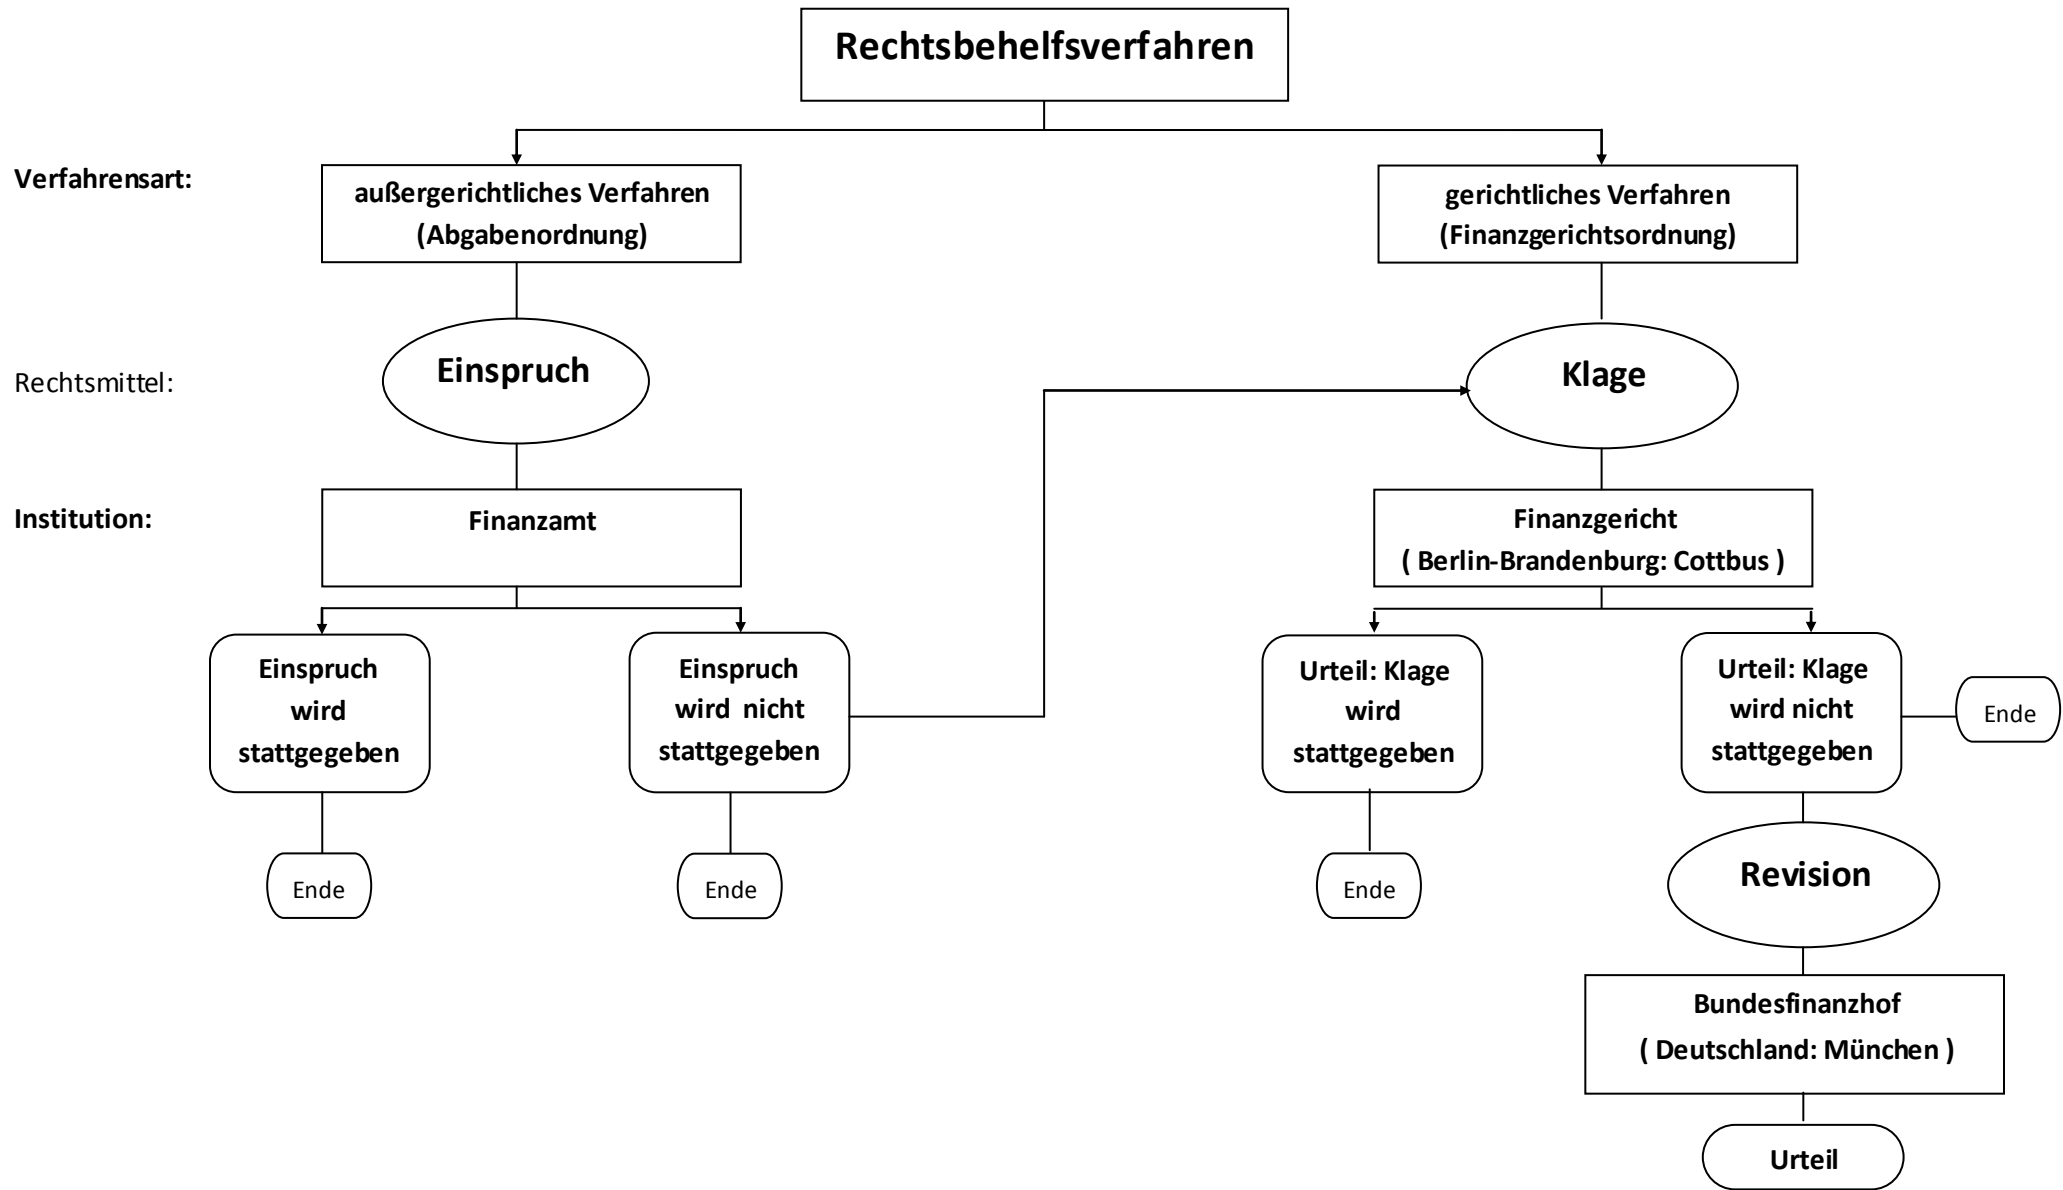 Rechtsbehelfsverfahren
Verfahrensart:
außergerichtliches Verfahren
(Abgabenordnung)
gerichtliches Verfahren
(Finanzgerichtsordnung)
Rechtsmittel:
Einspruch
Klage
Institution:
Finanzamt
Finanzgericht
( Berlin-Brandenburg: Cottbus )
Einspruch
wird
stattgegeben
Einspruch
wird nicht
stattgegeben
Urteil: Klage
wird
stattgegeben
Urteil: Klage
wird nicht
stattgegeben
Ende
Ende
Ende
Ende
Revision
Bundesfinanzhof
( Deutschland: München )
Urteil